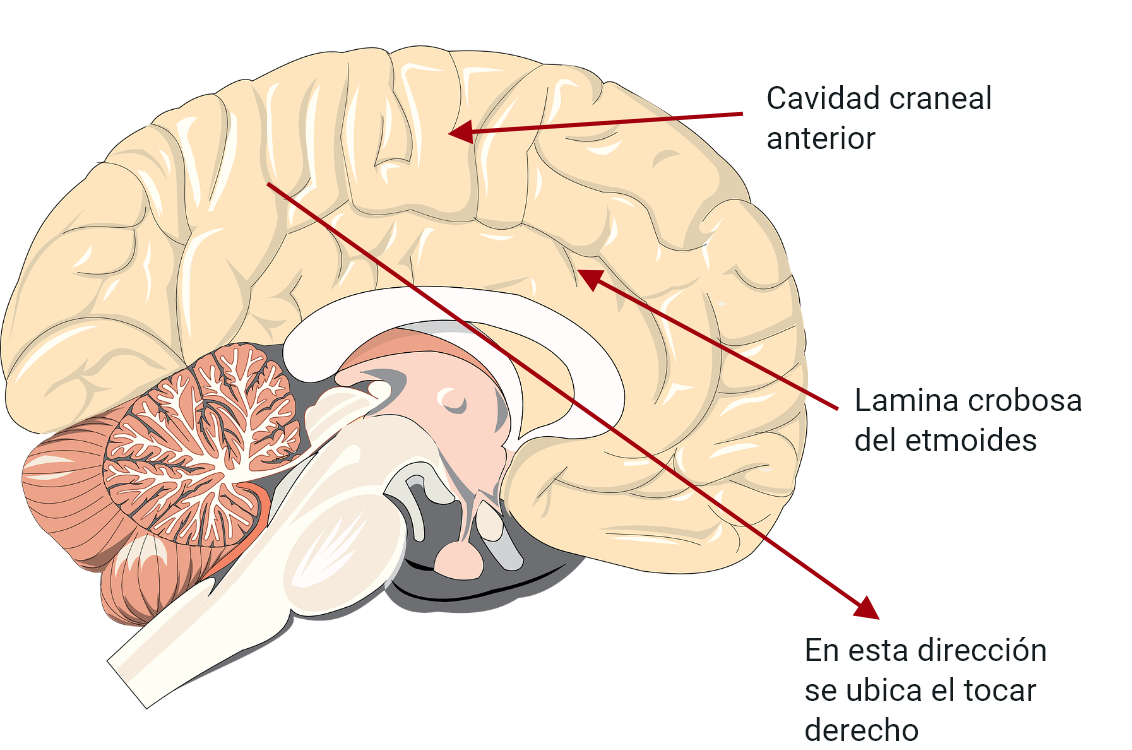 Cavidad craneal
anterior
Lamina crobosa
del etmoides
En esta dirección
se ubica el tocar
derecho